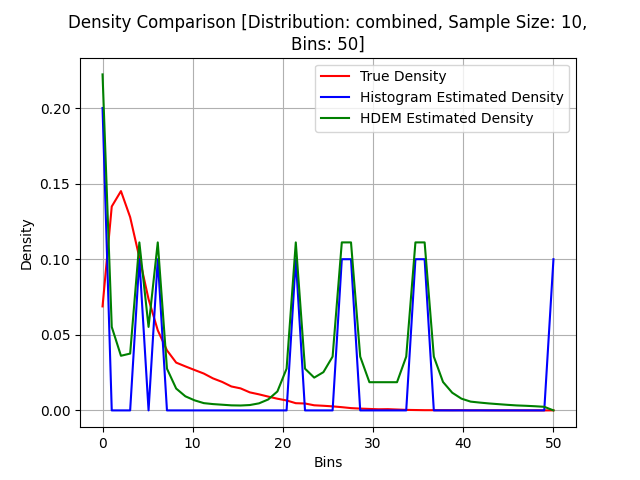 Density Comparison [Distribution: combined, Sample Size: 10,
Bins: 50]
True Density
Histogram Estimated Density
HDEM Estimated Density
Density
0.20
0.15
0.10
0.05
0.00
0 10 20 30 40 50
Bins